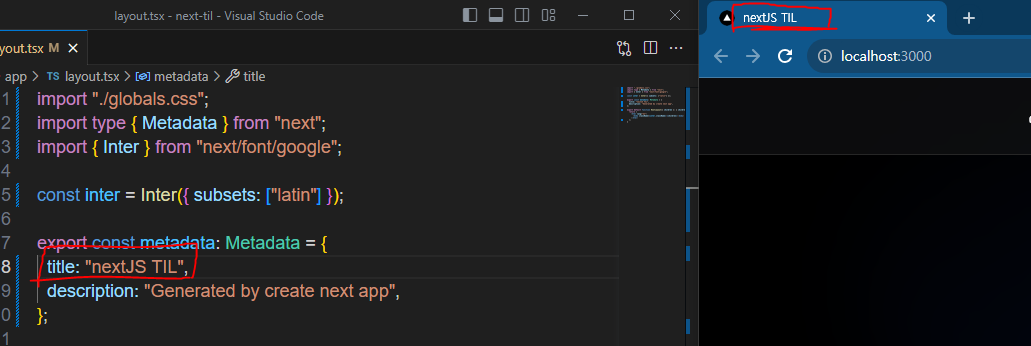 layout.tsx - next-til - Visual Studio Code
yout.tsx M
app > TS layout.tsx > metadata > title
1 import "./globals.css";
2 import type { Metadata } from "next";
3 import { Inter } from "next/font/google";
4
5 const inter = Inter({ subsets: ["latin"] });
6
7 export const metadata: Metadata = {
8 title: "nextJS TIL",
9 description: "Generated by create next app",
0 };
1
nextJS TIL
localhost:3000